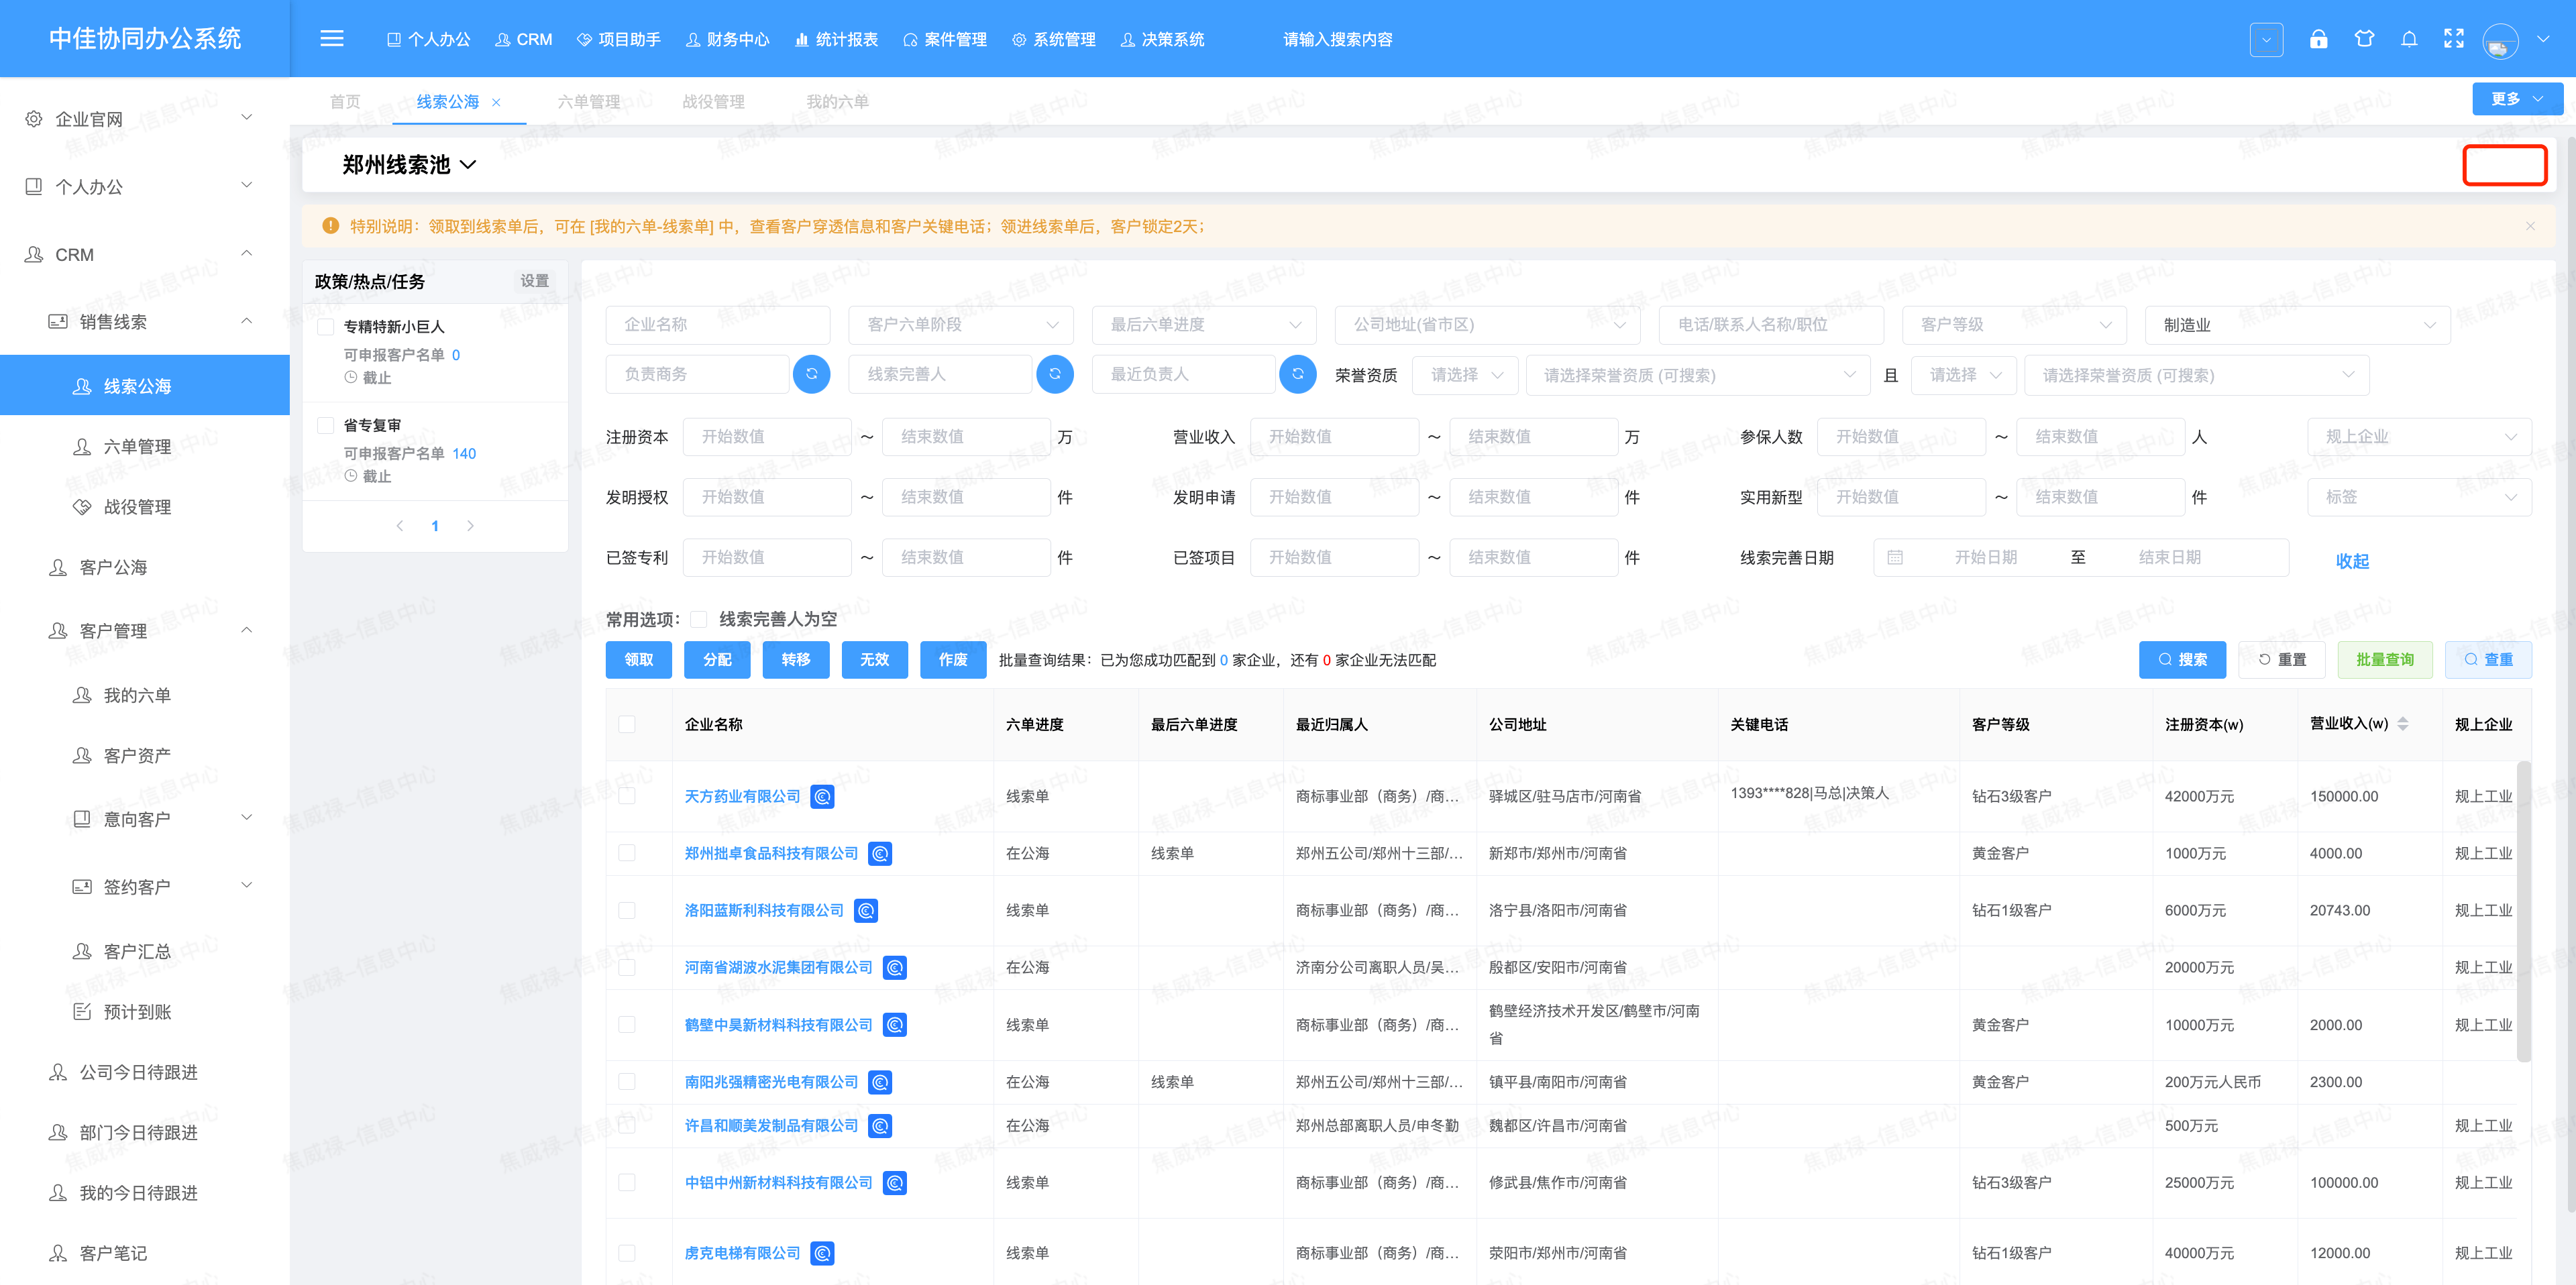 中佳协同办公系统
个人办公 CRM 项目助手 财务中心 统计报表 案件管理 系统管理 决策系统 请输入搜索内容
首页 线索公海 六单管理 战役管理 我的六单 更多
企业官网
个人办公
CRM
销售线索
线索公海
六单管理
战役管理
客户公海
客户管理
我的六单
客户资产
意向客户
签约客户
客户汇总
预计到账
公司今日待跟进
部门今日待跟进
我的今日待跟进
客户笔记
郑州线索池
特别说明：领取到线索单后，可在 [我的六单-线索单] 中，查看客户穿透信息和客户关键电话；领进线索单后，客户锁定2天；
政策/热点/任务 设置
专精特新小巨人
可申报客户名单 0
截止
省专复审
可申报客户名单 140
截止
1
企业名称 客户六单阶段 最后六单进度 公司地址(省市区) 电话/联系人名称/职位 客户等级 制造业
负责商务 线索完善人 最近负责人 荣誉资质 请选择 请选择荣誉资质 (可搜索) 且 请选择 请选择荣誉资质 (可搜索)
注册资本 开始数值 ～ 结束数值 万 营业收入 开始数值 ～ 结束数值 万 参保人数 开始数值 ～ 结束数值 人 规上企业
发明授权 开始数值 ～ 结束数值 件 发明申请 开始数值 ～ 结束数值 件 实用新型 开始数值 ～ 结束数值 件 标签
已签专利 开始数值 ～ 结束数值 件 已签项目 开始数值 ～ 结束数值 件 线索完善日期 开始日期 至 结束日期 收起
常用选项： 线索完善人为空
领取 分配 转移 无效 作废 批量查询结果：已为您成功匹配到 0 家企业，还有 0 家企业无法匹配 搜索 重置 批量查询 查重
企业名称 六单进度 最后六单进度 最近归属人 公司地址 关键电话 客户等级 注册资本(w) 营业收入(w) 规上企业
天方药业有限公司 线索单 商标事业部（商务）/商... 驿城区/驻马店市/河南省 1393****828|马总|决策人 钻石3级客户 42000万元 150000.00 规上工业
郑州拙卓食品科技有限公司 在公海 线索单 郑州五公司/郑州十三部/... 新郑市/郑州市/河南省 黄金客户 1000万元 4000.00 规上工业
洛阳蓝斯利科技有限公司 线索单 商标事业部（商务）/商... 洛宁县/洛阳市/河南省 钻石1级客户 6000万元 20743.00 规上工业
河南省湖波水泥集团有限公司 在公海 济南分公司离职人员/吴... 殷都区/安阳市/河南省 20000万元 规上工业
鹤壁中昊新材料科技有限公司 线索单 商标事业部（商务）/商... 鹤壁经济技术开发区/鹤壁市/河南省 黄金客户 10000万元 2000.00 规上工业
南阳兆强精密光电有限公司 在公海 线索单 郑州五公司/郑州十三部/... 镇平县/南阳市/河南省 黄金客户 200万元人民币 2300.00
许昌和顺美发制品有限公司 在公海 郑州总部离职人员/申冬勤 魏都区/许昌市/河南省 500万元 规上工业
中铝中州新材料科技有限公司 线索单 商标事业部（商务）/商... 修武县/焦作市/河南省 钻石3级客户 25000万元 100000.00 规上工业
虏克电梯有限公司 线索单 商标事业部（商务）/商... 荥阳市/郑州市/河南省 钻石1级客户 40000万元 12000.00 规上工业
焦威禄-信息中心